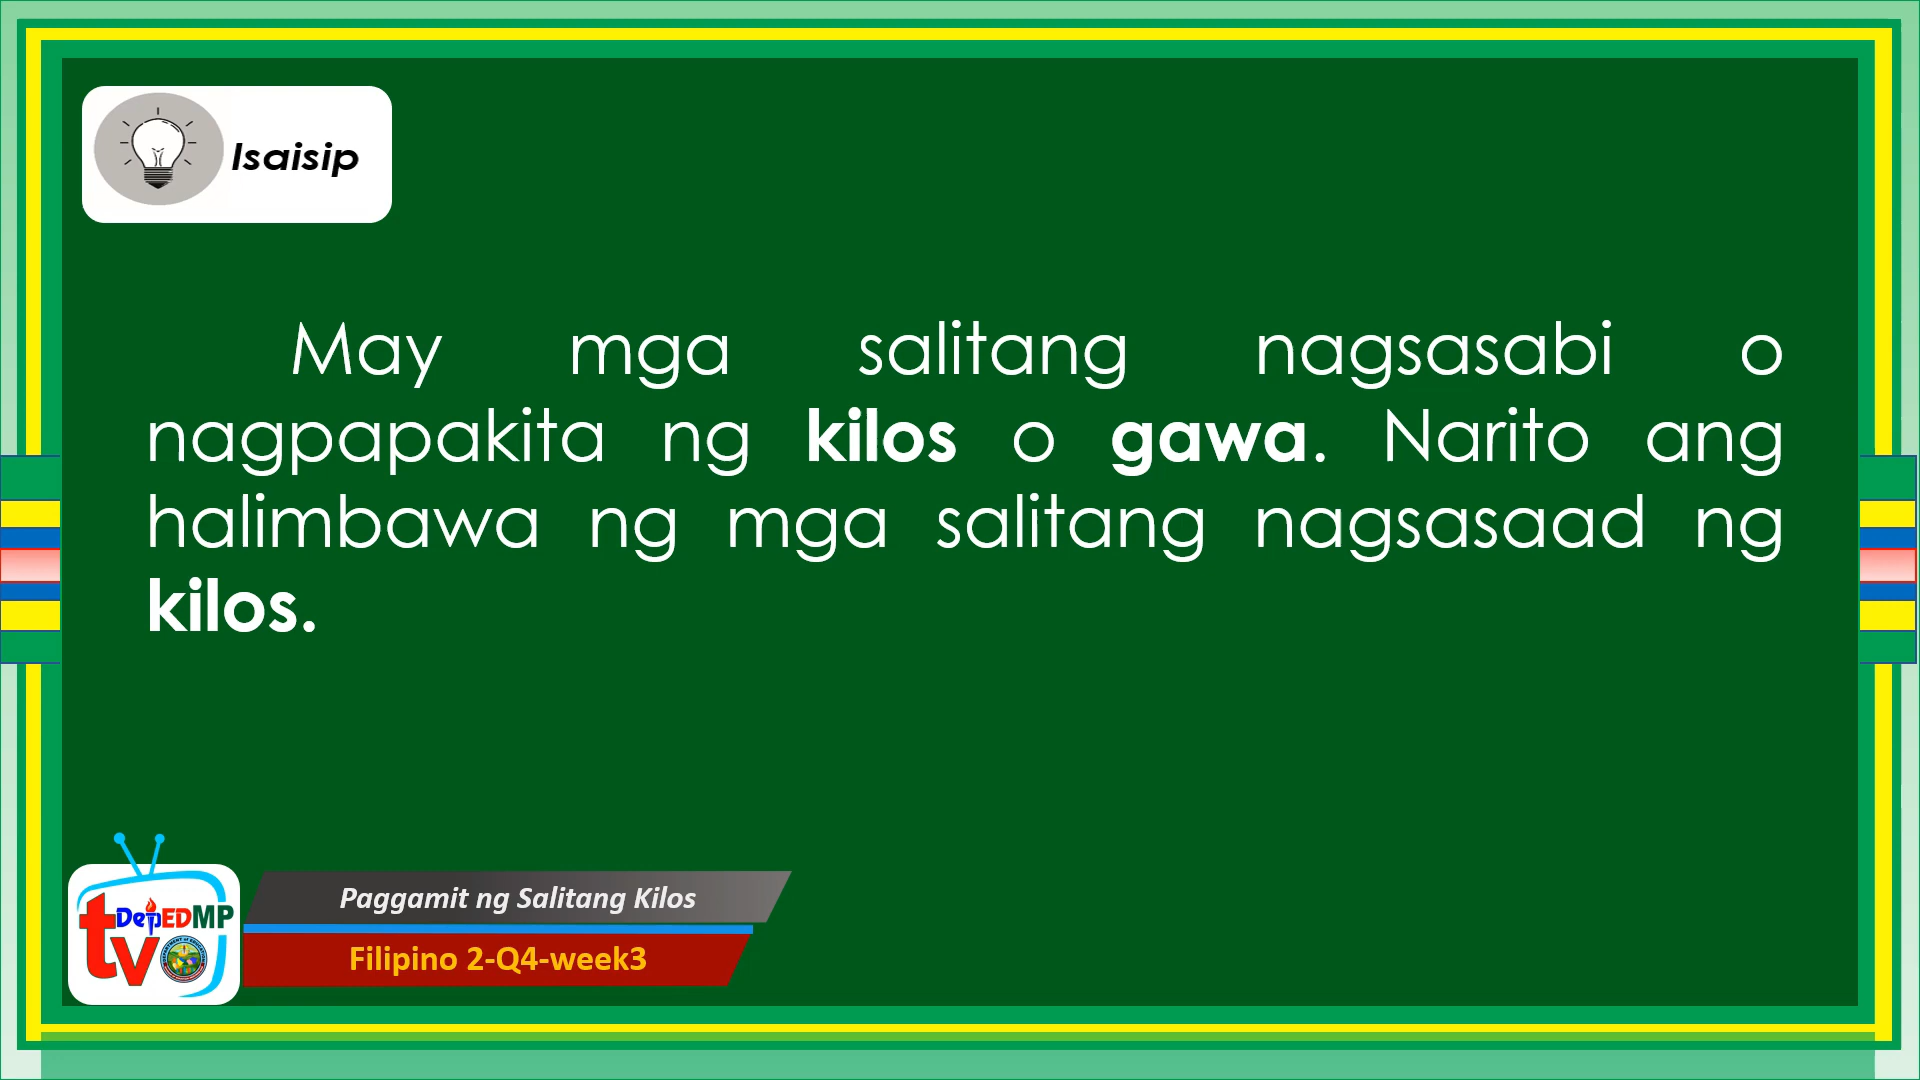 Isaisip
May mga salitang nagsasabi o
nagpapakita ng kilos o gawa. Narito ang
halimbawa ng mga salitang nagsasaad ng
kilos.
DepEDMP
tv
Paggamit ng Salitang Kilos
Filipino 2-Q4-week3